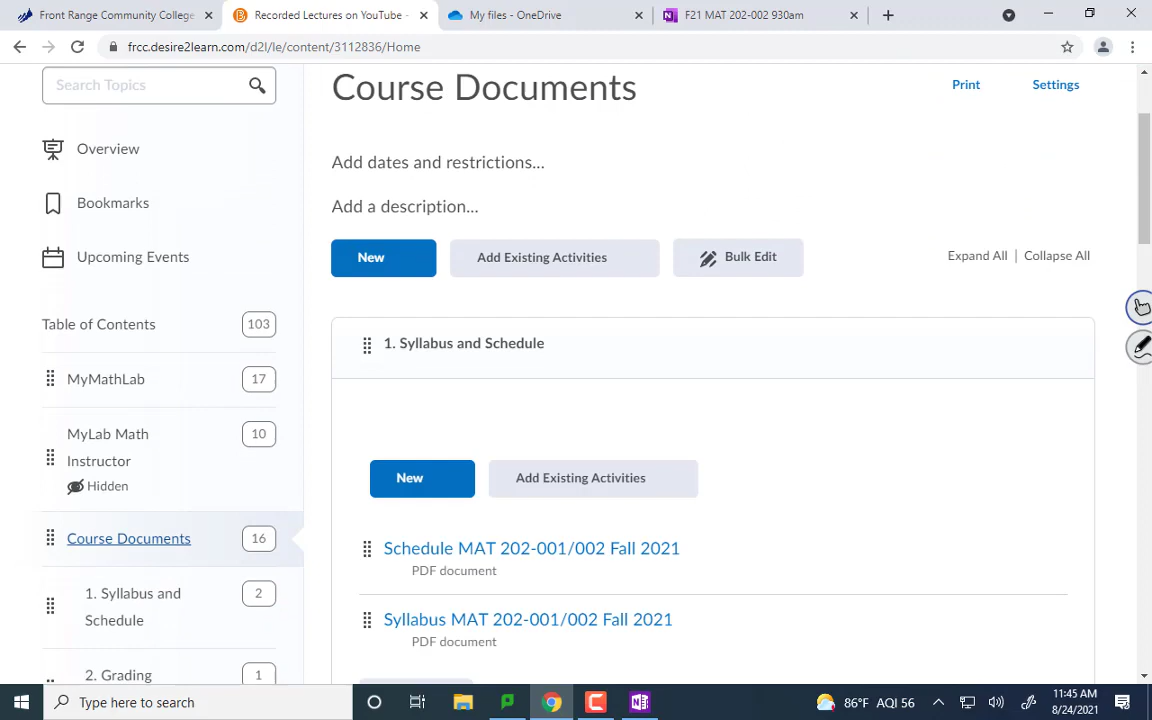 Front Range Community College
Recorded Lectures on YouTube -
My files - OneDrive
F21 MAT 202-002 930am
frcc.desire2learn.com/d2l/le/content/3112836/Home
Search Topics
Overview
Bookmarks
Upcoming Events
Table of Contents 103
MyMathLab 17
MyLab Math 10
Instructor
Hidden
Course Documents 16
1. Syllabus and 2
Schedule
2. Grading 1
Course Documents
Print
Settings
Add dates and restrictions...
Add a description...
New
Add Existing Activities
Bulk Edit
Expand All | Collapse All
1. Syllabus and Schedule
New
Add Existing Activities
Schedule MAT 202-001/002 Fall 2021
PDF document
Syllabus MAT 202-001/002 Fall 2021
PDF document
Type here to search
86°F AQI 56
11:45 AM
8/24/2021